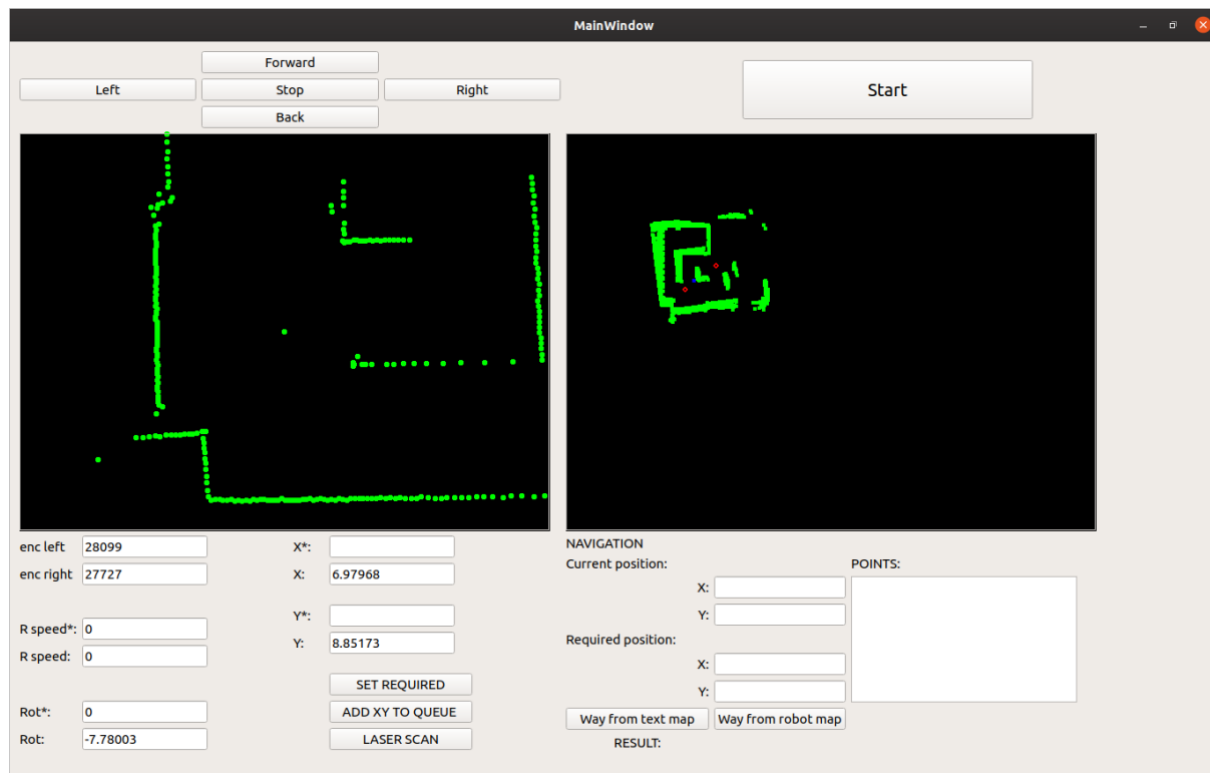 MainWindow
Forward
Left Stop Right
Back
Start
enc left 28099
enc right 27727
R speed*: 0
R speed: 0
Rot*: 0
Rot: -7.78003
X*:
X: 6.97968
Y*:
Y: 8.85173
SET REQUIRED
ADD XY TO QUEUE
LASER SCAN
NAVIGATION
Current position:
X:
Y:
Required position:
X:
Y:
Way from text map Way from robot map
RESULT:
POINTS: